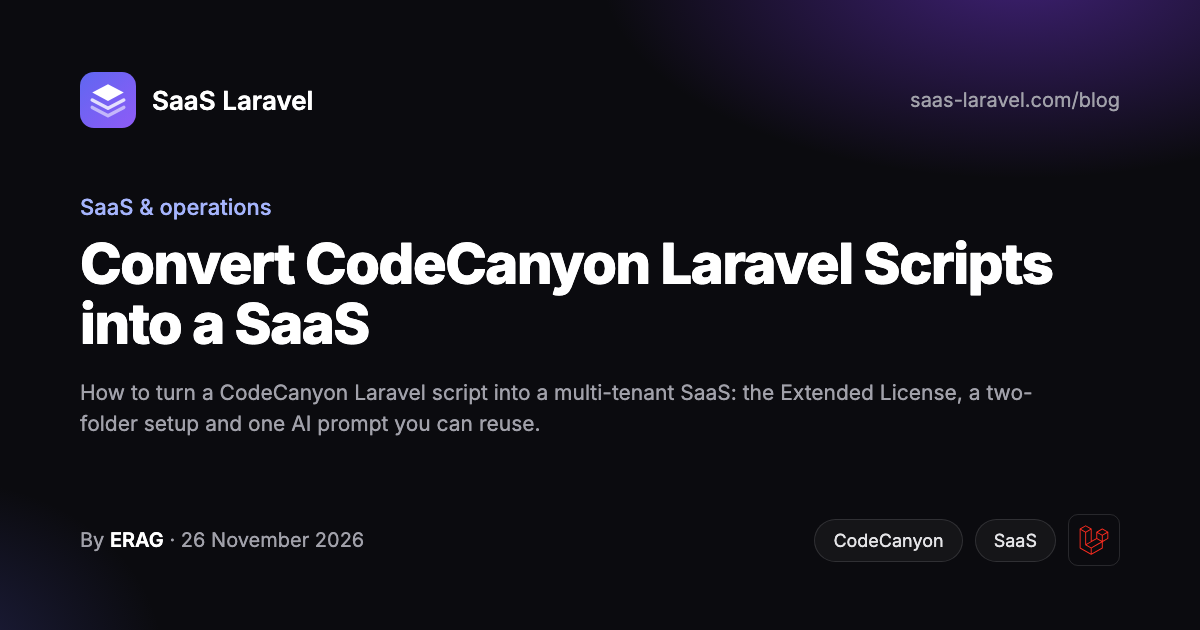 SaaS Laravel
saas-laravel.com/blog
SaaS & operations
Convert CodeCanyon Laravel Scripts
into a SaaS
How to turn a CodeCanyon Laravel script into a multi-tenant SaaS: the Extended License, a two-
folder setup and one AI prompt you can reuse.
By ERAG · 26 November 2026
CodeCanyon
SaaS